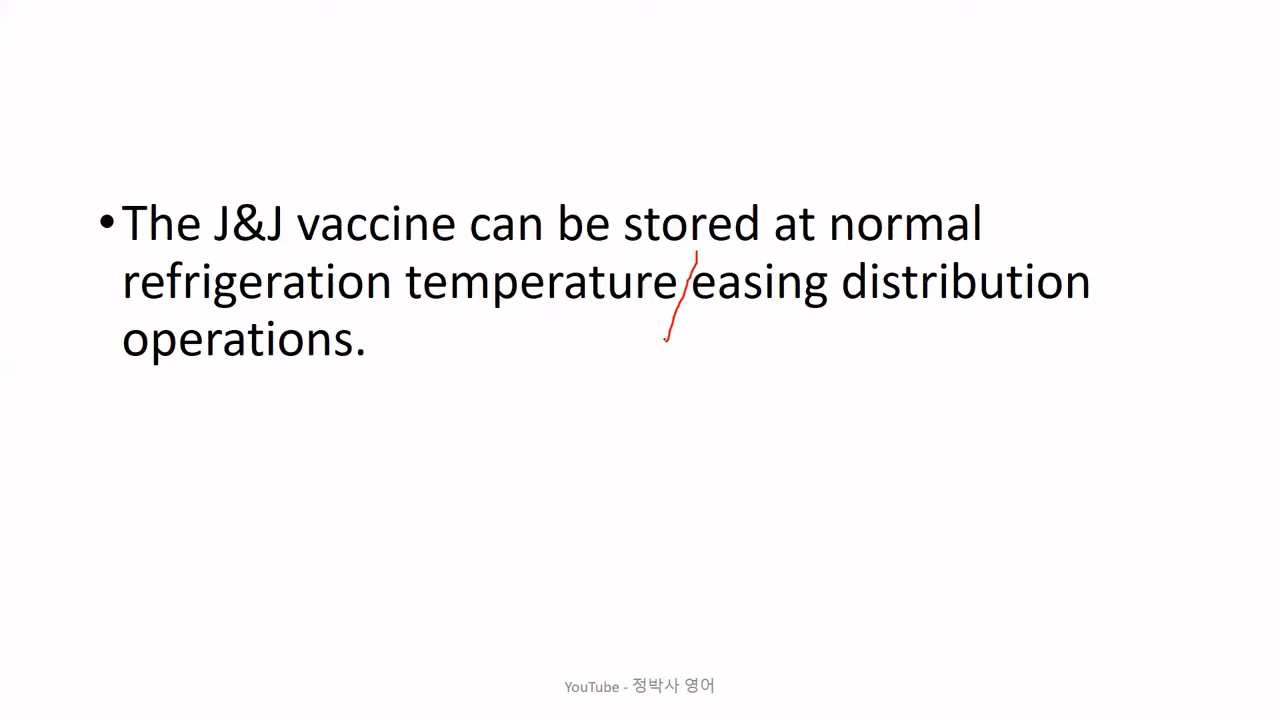 •The J&J vaccine can be stored at normal
refrigeration temperature easing distribution
operations.
YouTube - 정박사 영어